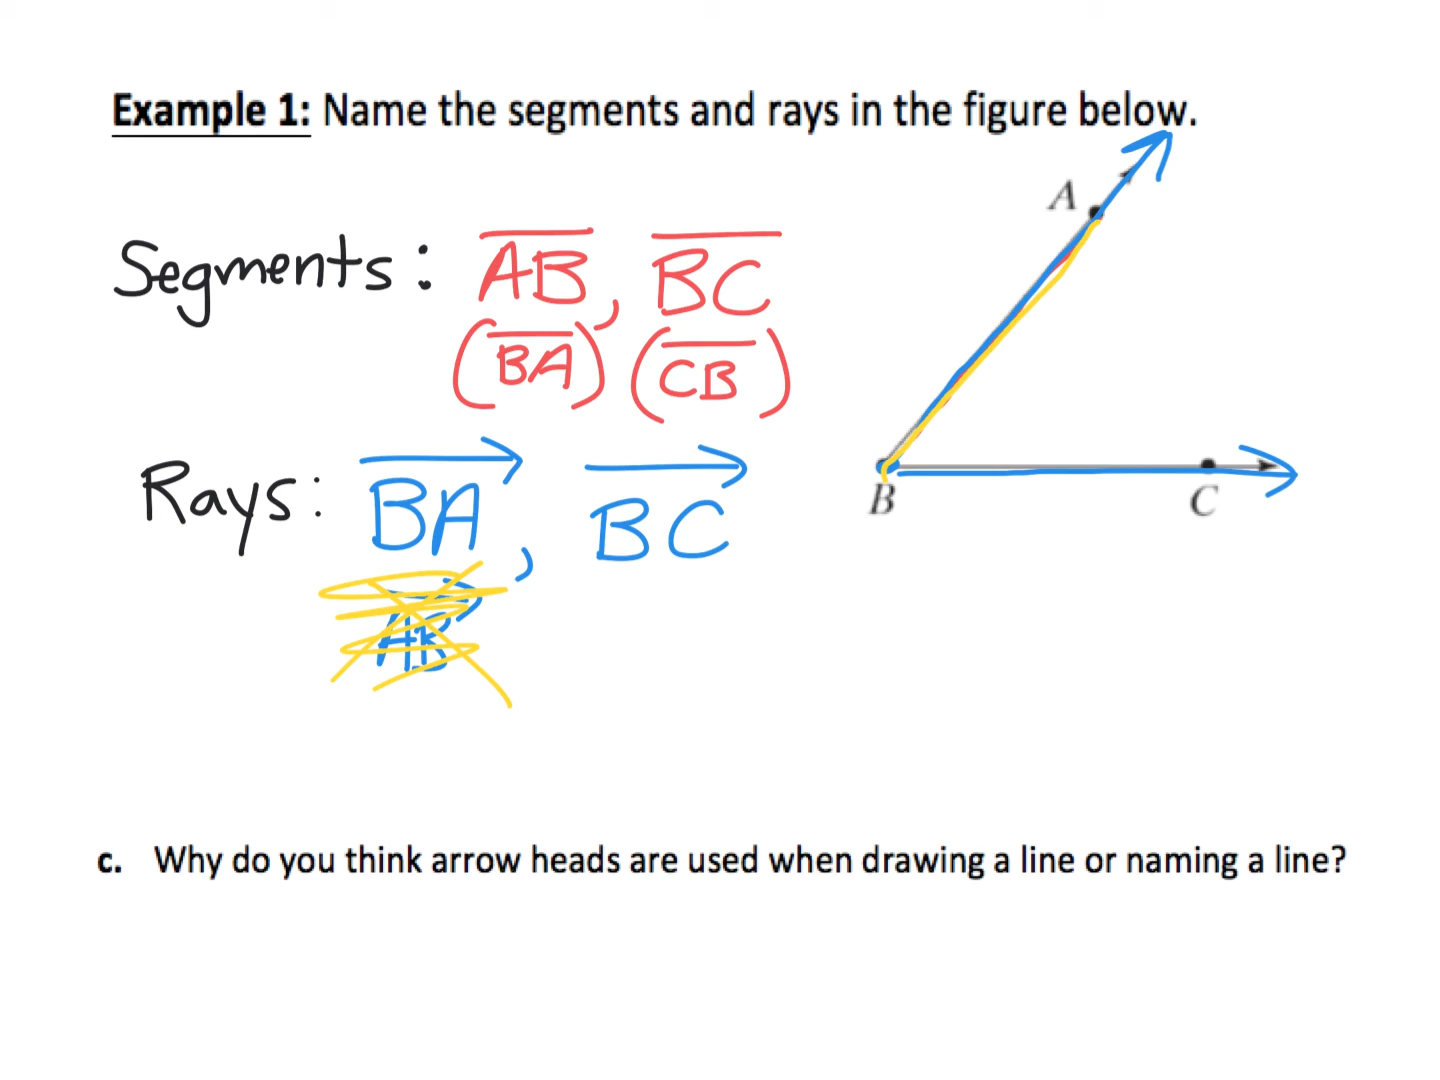 Example 1: Name the segments and rays in the figure below.
A
Segments: AB, BC
(BA) (CB)
B C
Rays: BA, BC
AB
c. Why do you think arrow heads are used when drawing a line or naming a line?